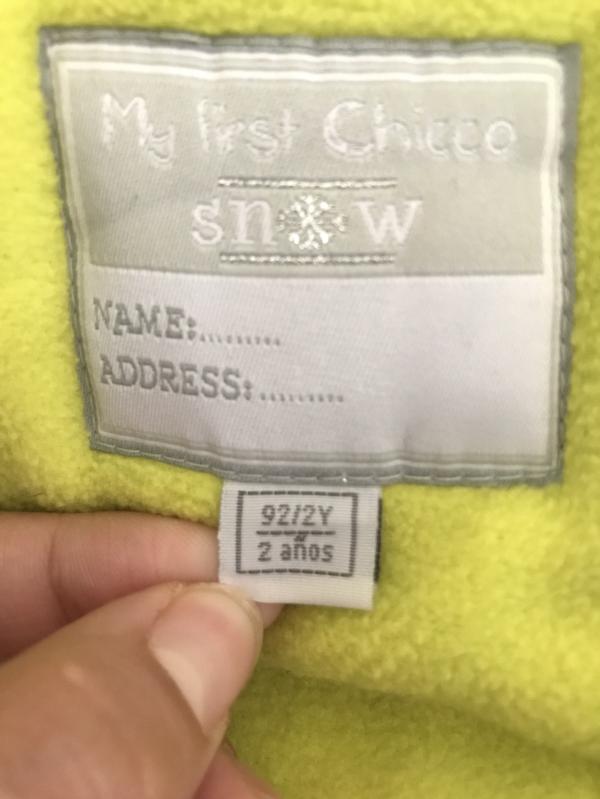 My first Chicco
snow
NAME:..........
ADDRESS:..........
92/2Y
2 años